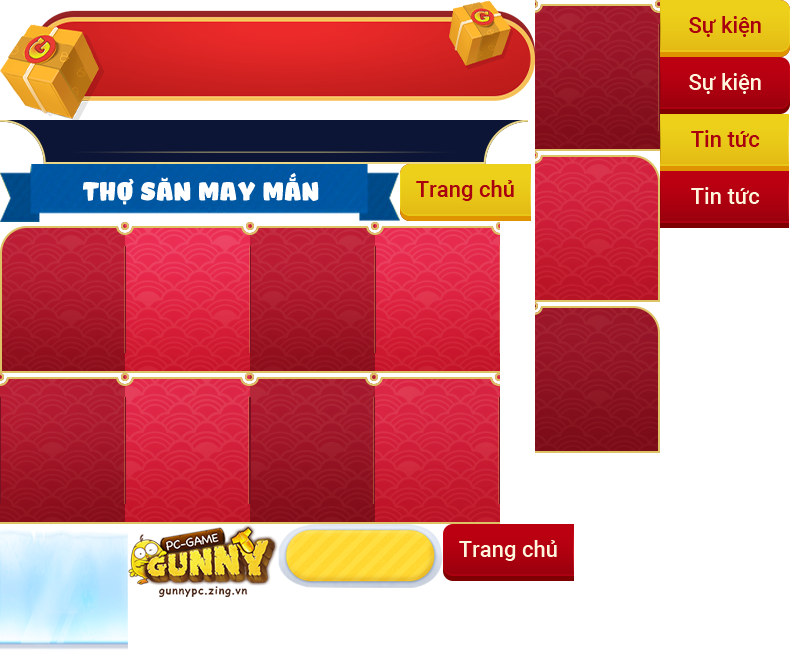 G
G
Sự kiện
Sự kiện
Tin tức
Tin tức
THỢ SĂN MAY MẮN
Trang chủ
PC-GAME
GUNNY
gunnypc.zing.vn
Trang chủ